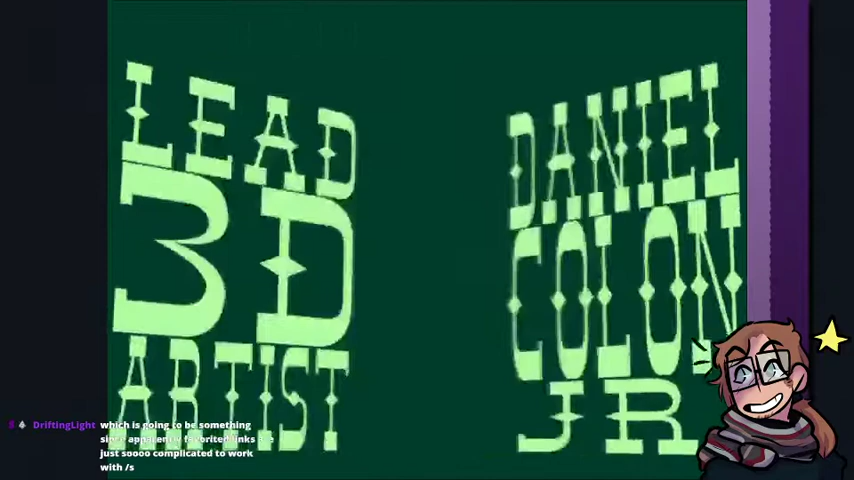 LEAD
3D
ARTIST
DANIEL
COLON
JR
DriftingLight which is going to be something
since apparently favorited links are
just soooo complicated to work
with /s